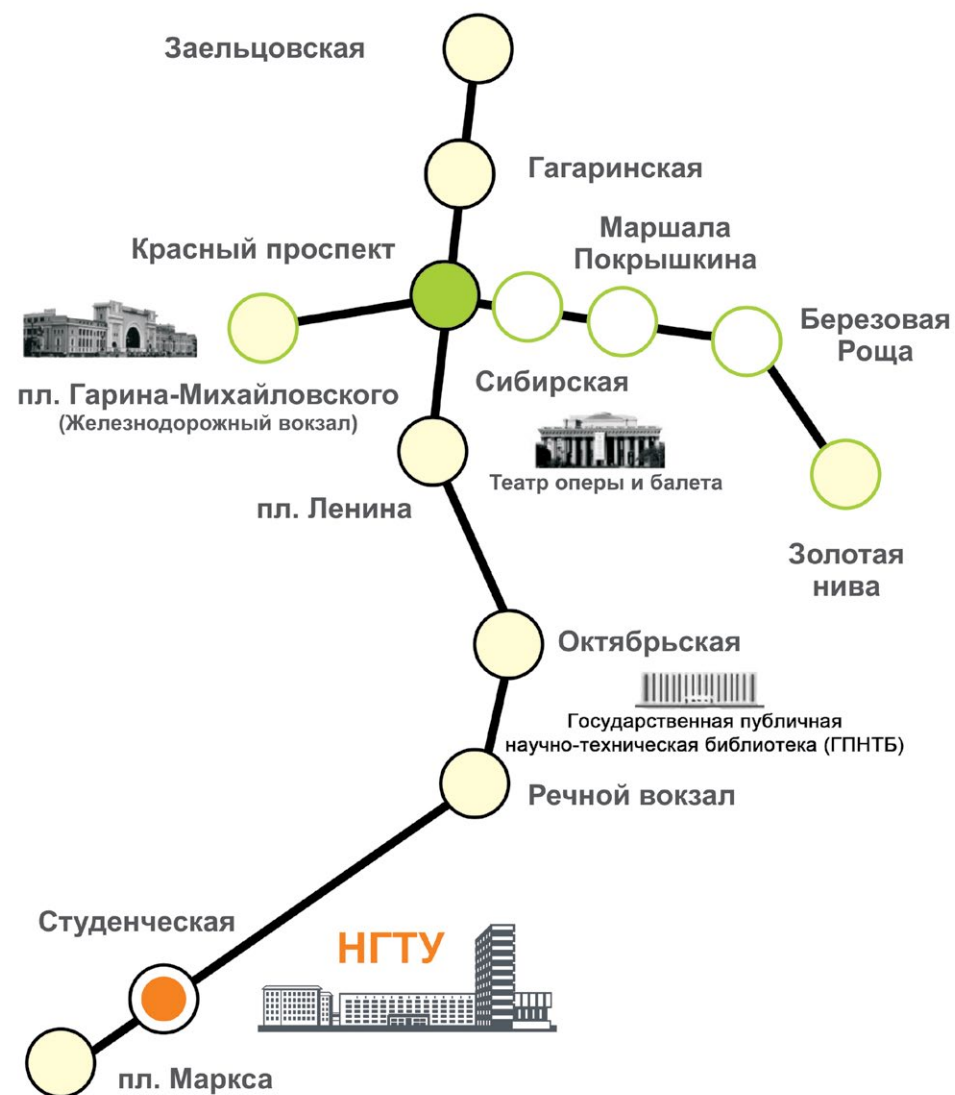 Заельцовская
Гагаринская
Маршала
Покрышкина
Красный проспект
Березовая
Роща
Сибирская
пл. Гарина-Михайловского
(Железнодорожный вокзал)
Театр оперы и балета
пл. Ленина
Золотая
нива
Октябрьская
Государственная публичная
научно-техническая библиотека (ГПНТБ)
Речной вокзал
Студенческая
НГТУ
пл. Маркса